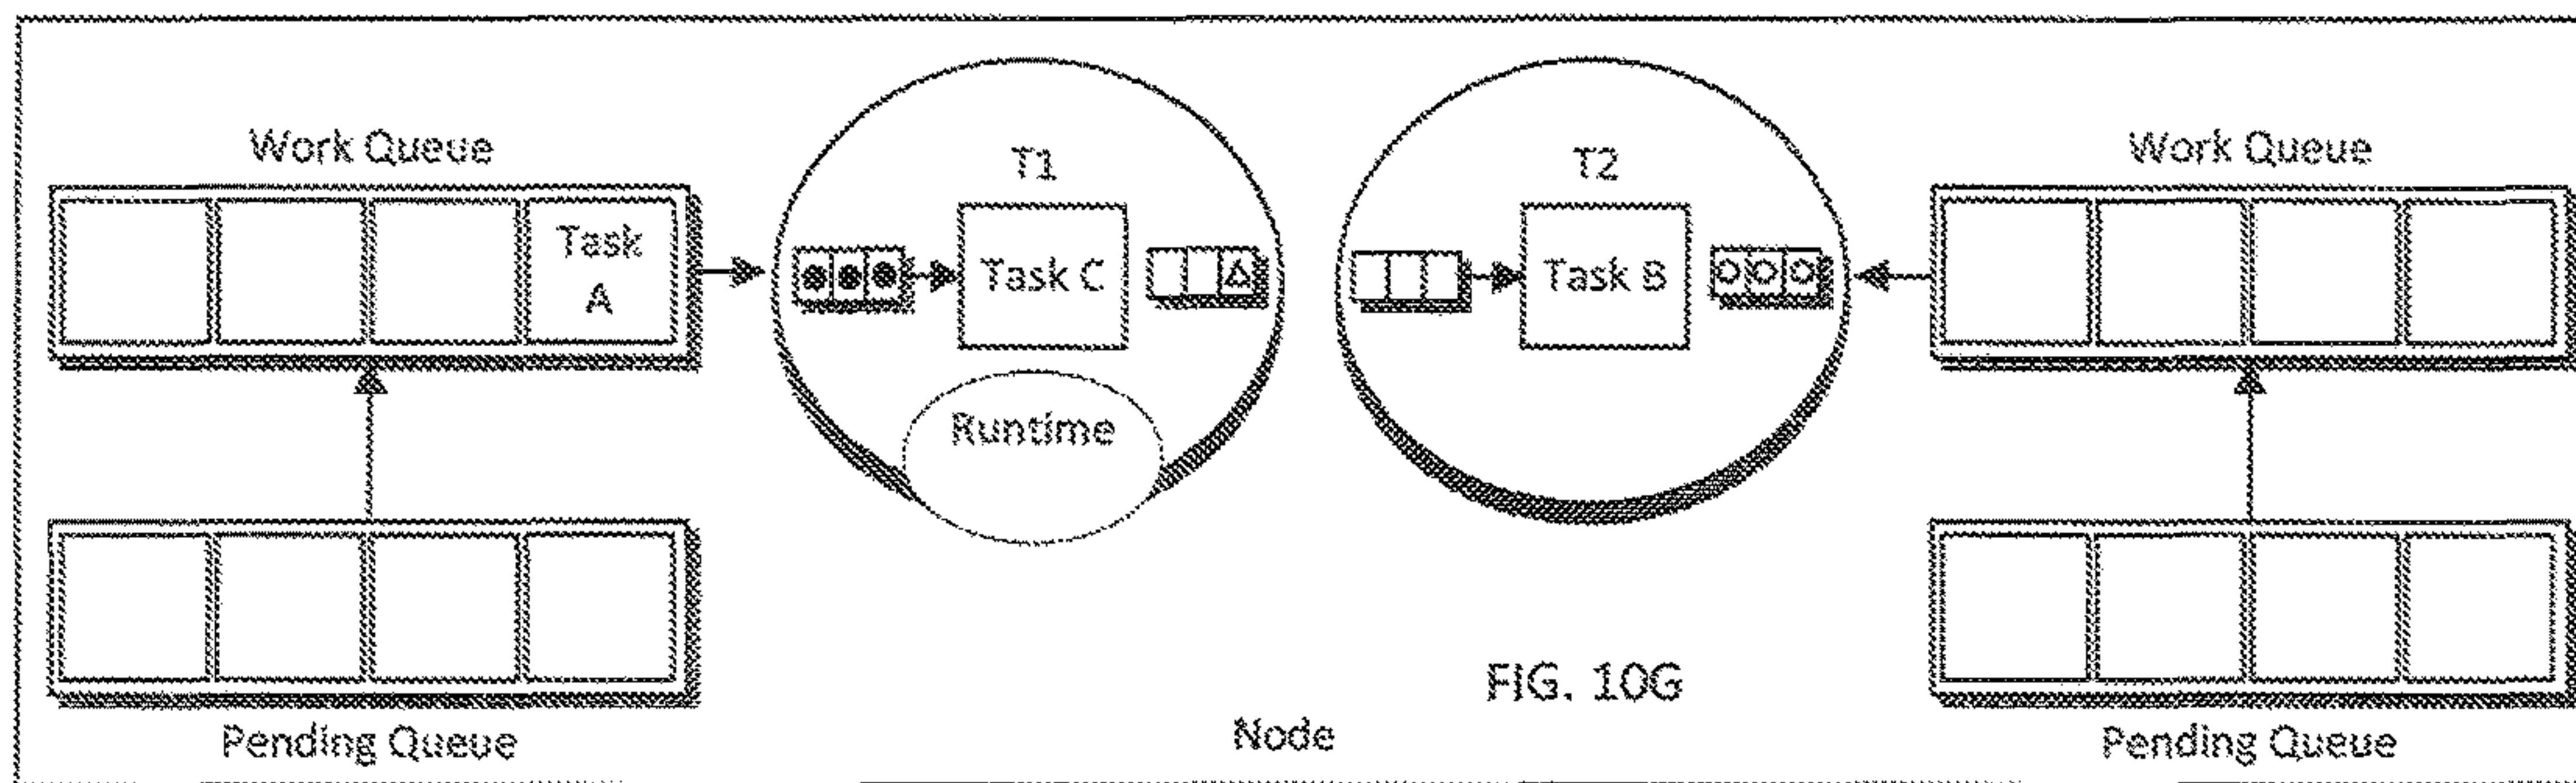 Work Queue
Task
A
T1
Task C
Runtime
T2
Task B
Work Queue
Pending Queue
Node
FIG. 10G
Pending Queue